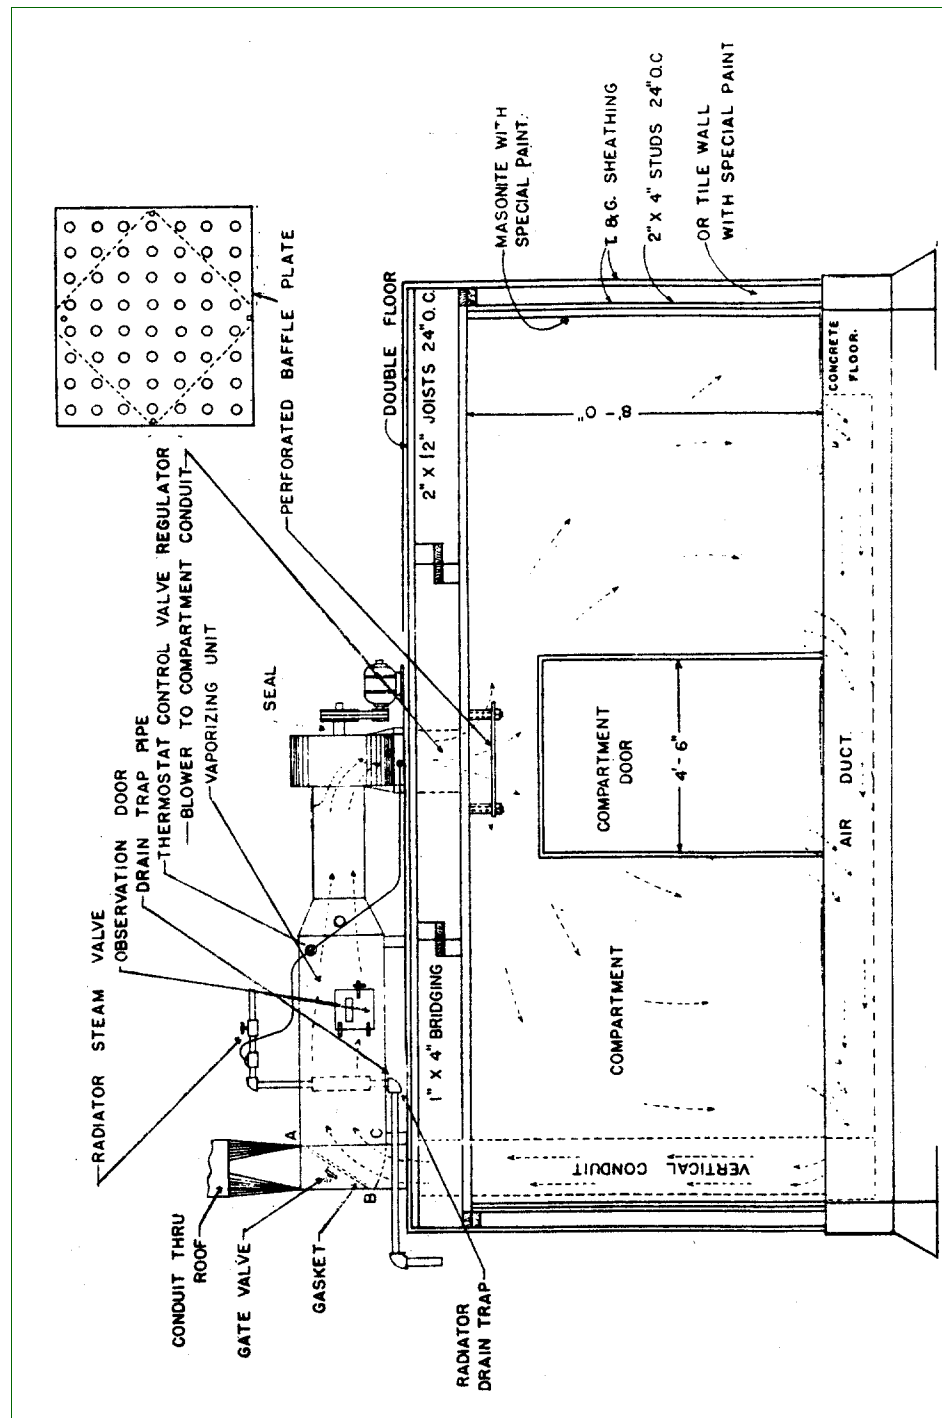 CONDUIT THRU
ROOF
GATE VALVE
GASKET
RADIATOR
DRAIN TRAP
RADIATOR STEAM VALVE
OBSERVATION DOOR
DRAIN TRAP PIPE
THERMOSTAT CONTROL VALVE REGULATOR
BLOWER TO COMPARTMENT CONDUIT
VAPORIZING UNIT
SEAL
PERFORATED BAFFLE PLATE
A
B
C
DOUBLE FLOOR
1" X 4" BRIDGING
2" X 12" JOISTS 24" O.C.
MASONITE WITH
SPECIAL PAINT.
T. & G. SHEATHING
2" X 4" STUDS 24" O.C
OR TILE WALL
WITH SPECIAL PAINT
VERTICAL CONDUIT
COMPARTMENT
COMPARTMENT
DOOR
4'-6"
8'-0"
CONCRETE
FLOOR.
AIR DUCT